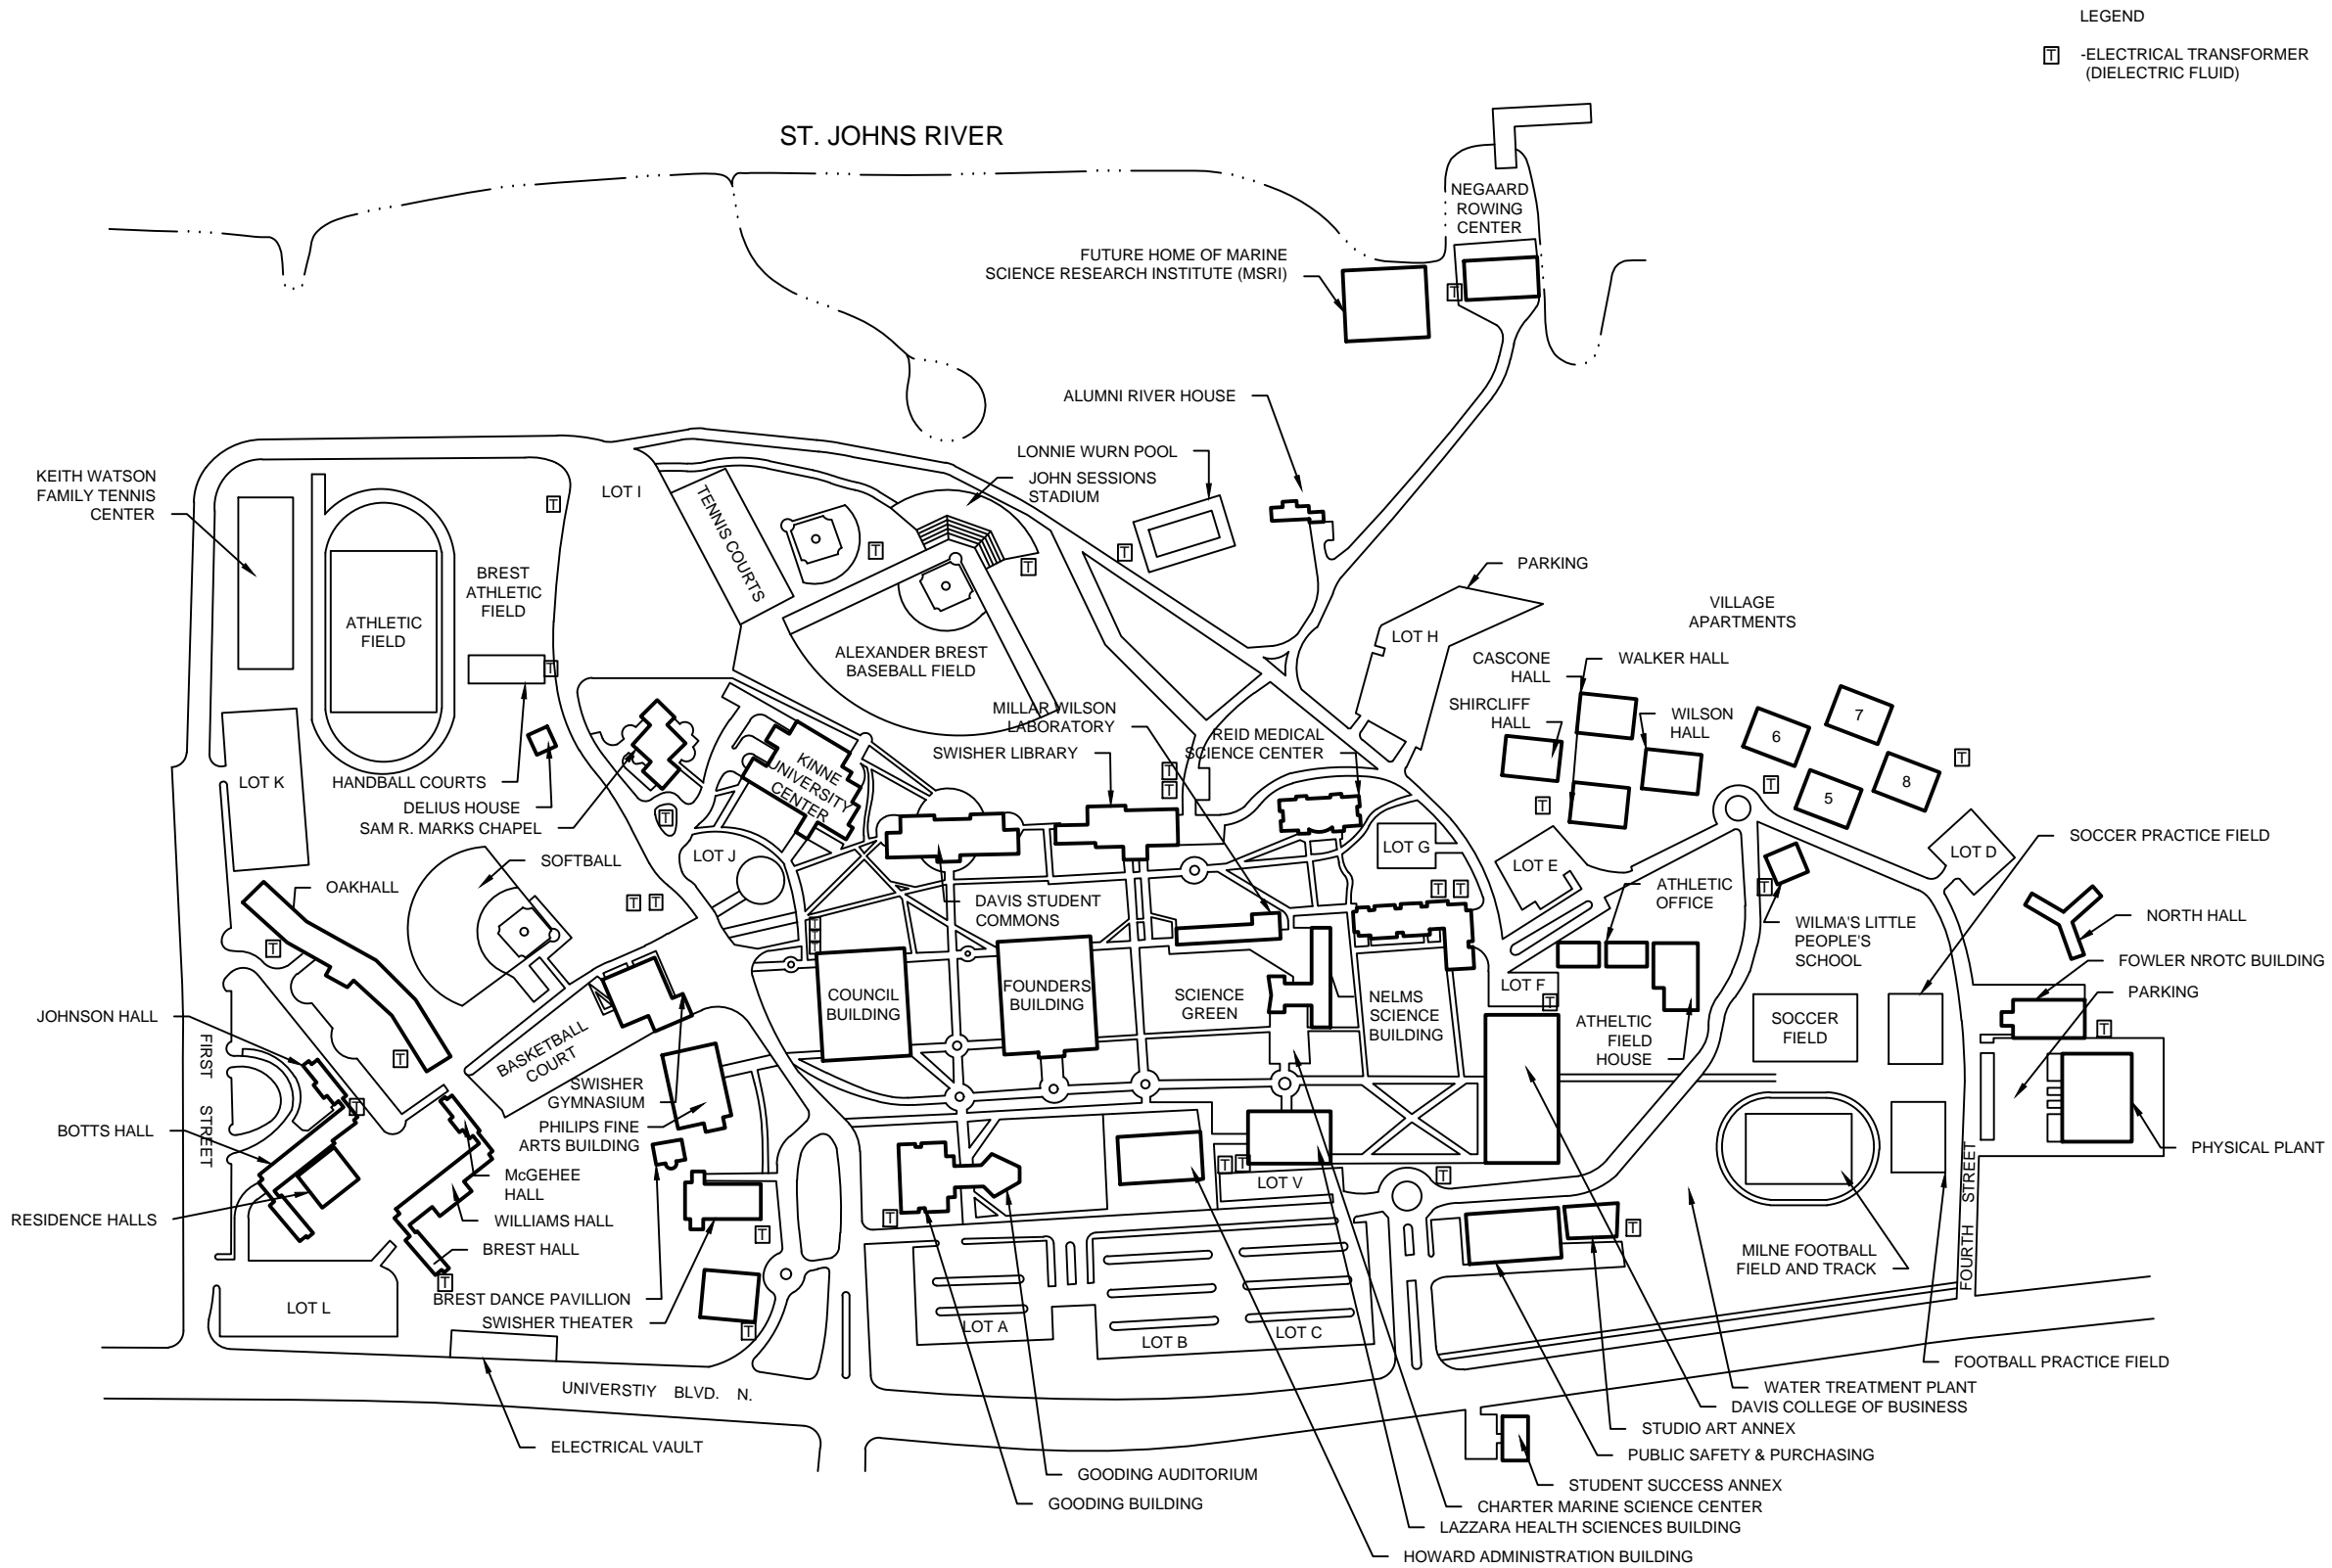 LEGEND
T -ELECTRICAL TRANSFORMER
(DIELECTRIC FLUID)
ST. JOHNS RIVER
NEGAARD
ROWING
CENTER
FUTURE HOME OF MARINE
SCIENCE RESEARCH INSTITUTE (MSRI)
T
ALUMNI RIVER HOUSE
LONNIE WURN POOL
JOHN SESSIONS
STADIUM
KEITH WATSON
FAMILY TENNIS
CENTER
LOT I
TENNIS COURTS
T
T
T
T
PARKING
BREST
ATHLETIC
FIELD
ATHLETIC
FIELD
VILLAGE
APARTMENTS
LOT H
ALEXANDER BREST
BASEBALL FIELD
CASCONE
HALL
WALKER HALL
T
SHIRCLIFF
HALL
WILSON
HALL
MILLAR WILSON
LABORATORY
REID MEDICAL
SCIENCE CENTER
SWISHER LIBRARY
7
6
5
8
T
T
T
T
T
KINNE
UNIVERSITY
CENTER
LOT K
HANDBALL COURTS
DELIUS HOUSE
SAM R. MARKS CHAPEL
T
SOCCER PRACTICE FIELD
LOT G
LOT J
LOT E
LOT D
SOFTBALL
OAKHALL
T
T
T
T
T
ATHLETIC
OFFICE
DAVIS STUDENT
COMMONS
NORTH HALL
WILMA'S LITTLE
PEOPLE'S
SCHOOL
T
FOWLER NROTC BUILDING
LOT F
T
PARKING
COUNCIL
BUILDING
FOUNDERS
BUILDING
SCIENCE
GREEN
NELMS
SCIENCE
BUILDING
JOHNSON HALL
ATHELTIC
FIELD
HOUSE
SOCCER
FIELD
T
FIRST STREET
BASKETBALL
COURT
T
SWISHER
GYMNASIUM
T
PHILIPS FINE
ARTS BUILDING
BOTTS HALL
PHYSICAL PLANT
T
T
T
McGEHEE
HALL
LOT V
FOURTH STREET
RESIDENCE HALLS
WILLIAMS HALL
T
T
T
BREST HALL
T
MILNE FOOTBALL
FIELD AND TRACK
BREST DANCE PAVILLION
LOT L
SWISHER THEATER
T
LOT A
LOT B
LOT C
FOOTBALL PRACTICE FIELD
UNIVERSTIY BLVD. N.
WATER TREATMENT PLANT
DAVIS COLLEGE OF BUSINESS
STUDIO ART ANNEX
ELECTRICAL VAULT
PUBLIC SAFETY & PURCHASING
GOODING AUDITORIUM
STUDENT SUCCESS ANNEX
GOODING BUILDING
CHARTER MARINE SCIENCE CENTER
LAZZARA HEALTH SCIENCES BUILDING
HOWARD ADMINISTRATION BUILDING